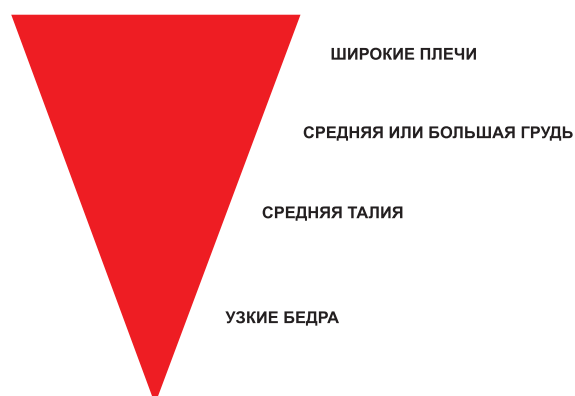 ШИРОКИЕ ПЛЕЧИ
СРЕДНЯЯ ИЛИ БОЛЬШАЯ ГРУДЬ
СРЕДНЯЯ ТАЛИЯ
УЗКИЕ БЕДРА